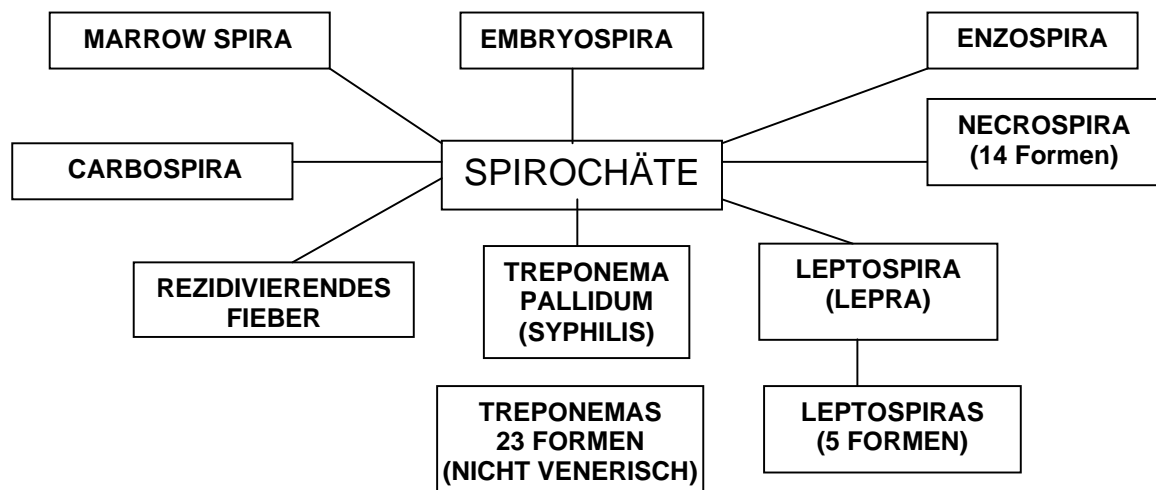 MARROW SPIRA
EMBRYOSPIRA
ENZOSPIRA
NECROSPIRA
(14 Formen)
CARBOSPIRA
SPIROCHÄTE
REZIDIVIERENDES
FIEBER
TREPONEMA
PALLIDUM
(SYPHILIS)
LEPTOSPIRA
(LEPRA)
TREPONEMAS
23 FORMEN
(NICHT VENERISCH)
LEPTOSPIRAS
(5 FORMEN)